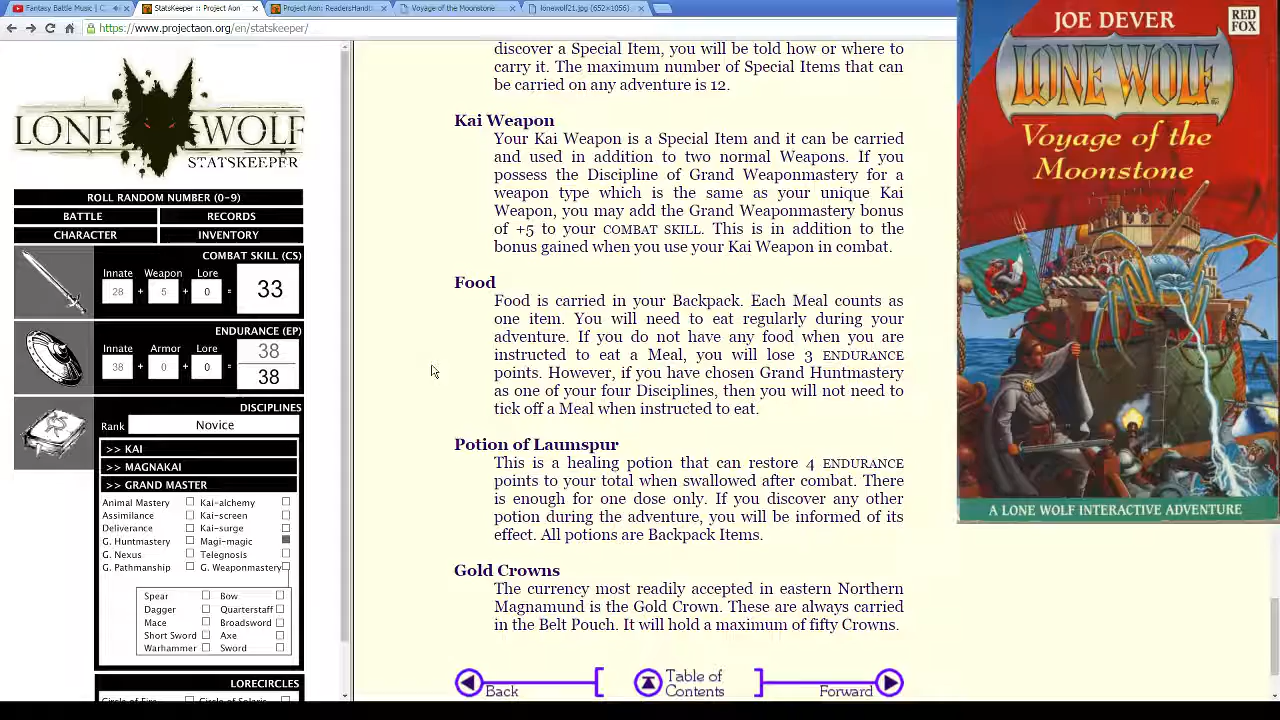 Fantasy Battle Music | C
StatsKeeper :: Project Aon
Project Aon: ReadersHandb
Voyage of the Moonstone
lonewolf21.jpg (652×1056)
https://www.projectaon.org/en/statskeeper/
LONE WOLF
STATSKEEPER
ROLL RANDOM NUMBER (0-9)
BATTLE
RECORDS
CHARACTER
INVENTORY
COMBAT SKILL (CS)
Innate Weapon Lore
28 + 5 + 0 = 33
ENDURANCE (EP)
Innate Armor Lore
38 + 0 + 0 =
38
38
DISCIPLINES
Rank Novice
>> KAI
>> MAGNAKAI
>> GRAND MASTER
Animal Mastery Kai-alchemy
Assimilance Kai-screen
Deliverance Kai-surge
G. Huntmastery Magi-magic
G. Nexus Telegnosis
G. Pathmanship G. Weaponmastery
Spear Bow
Dagger Quarterstaff
Mace Broadsword
Short Sword Axe
Warhammer Sword
LORECIRCLES
Circle of Fire Circle of Solaris
discover a Special Item, you will be told how or where to
carry it. The maximum number of Special Items that can
be carried on any adventure is 12.
Kai Weapon
Your Kai Weapon is a Special Item and it can be carried
and used in addition to two normal Weapons. If you
possess the Discipline of Grand Weaponmastery for a
weapon type which is the same as your unique Kai
Weapon, you may add the Grand Weaponmastery bonus
of +5 to your COMBAT SKILL. This is in addition to the
bonus gained when you use your Kai Weapon in combat.
Food
Food is carried in your Backpack. Each Meal counts as
one item. You will need to eat regularly during your
adventure. If you do not have any food when you are
instructed to eat a Meal, you will lose 3 ENDURANCE
points. However, if you have chosen Grand Huntmastery
as one of your four Disciplines, then you will not need to
tick off a Meal when instructed to eat.
Potion of Laumspur
This is a healing potion that can restore 4 ENDURANCE
points to your total when swallowed after combat. There
is enough for one dose only. If you discover any other
potion during the adventure, you will be informed of its
effect. All potions are Backpack Items.
Gold Crowns
The currency most readily accepted in eastern Northern
Magnamund is the Gold Crown. These are always carried
in the Belt Pouch. It will hold a maximum of fifty Crowns.
Back
Table of
Contents
Forward
JOE DEVER
RED
FOX
LONE WOLF
Voyage of the
Moonstone
A LONE WOLF INTERACTIVE ADVENTURE